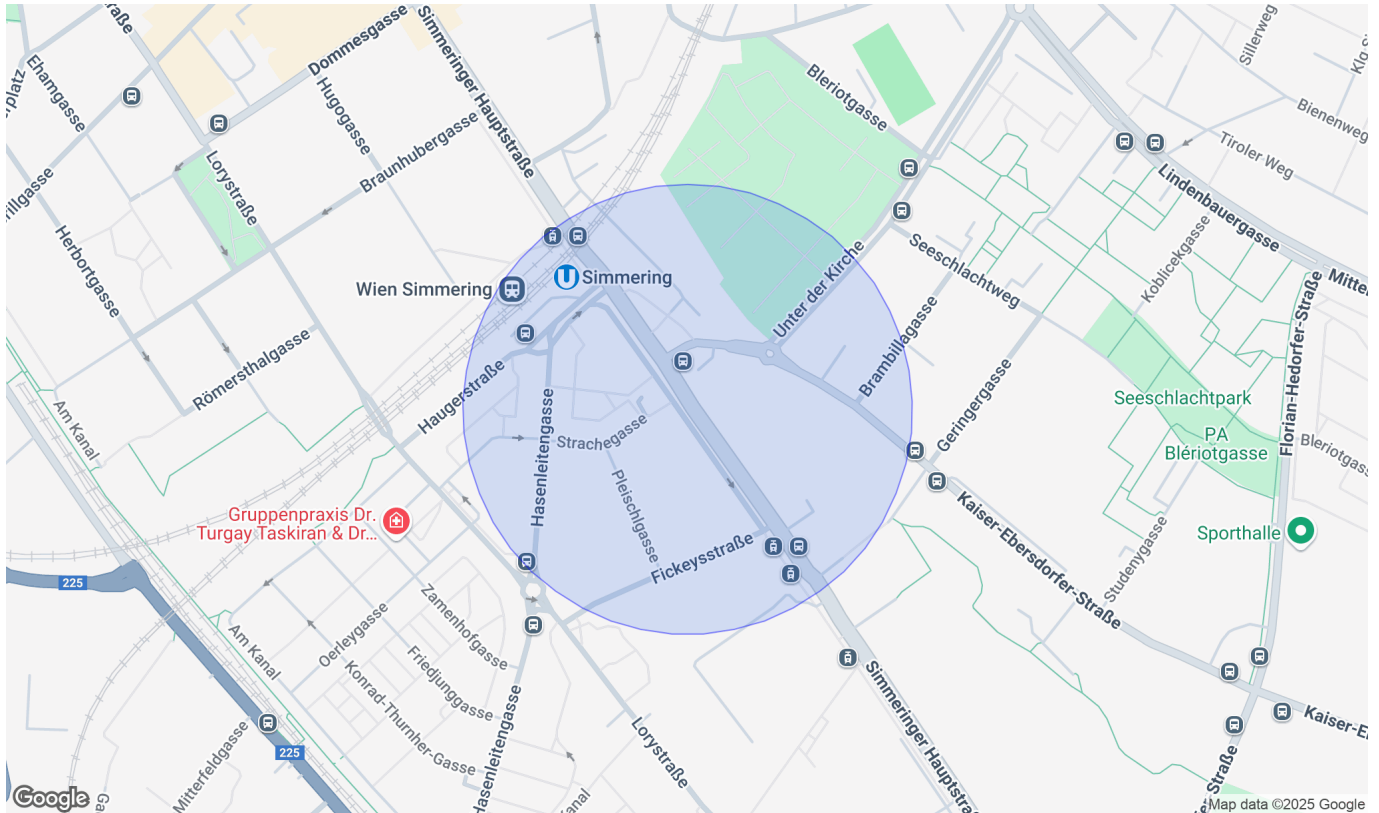 Dommesgasse
Simmeringer Hauptstraße
Ehamgasse
Hugogasse
Braunhubergasse
Lorystraße
Herbortgasse
Bleriotgasse
Sillerweg
Bienenweg
Tiroler Weg
Lindenbauergasse
Koblicekgasse
Seeschlachtweg
Unter der Kirche
Wien Simmering
Simmering
Brambillagasse
Geringergasse
Florian-Hedorfer-Straße
Römersthalgasse
Haugerstraße
Am Kanal
Hasenleitengasse
Strachegasse
Pleischlgasse
Seeschlachtpark
PA
Blériotgasse
Gruppenpraxis Dr.
Turgay Taskiran & Dr...
Fickeysstraße
Kaiser-Ebersdorfer-Straße
Sporthalle
Studenygasse
225
Zamenhofgasse
Oerleygasse
Am Kanal
Friedjunggasse
Konrad-Thurnher-Gasse
Hasenleitengasse
Lorystraße
Simmeringer Hauptstraße
Mitterfeldgasse
225
Google
Map data ©2025 Google